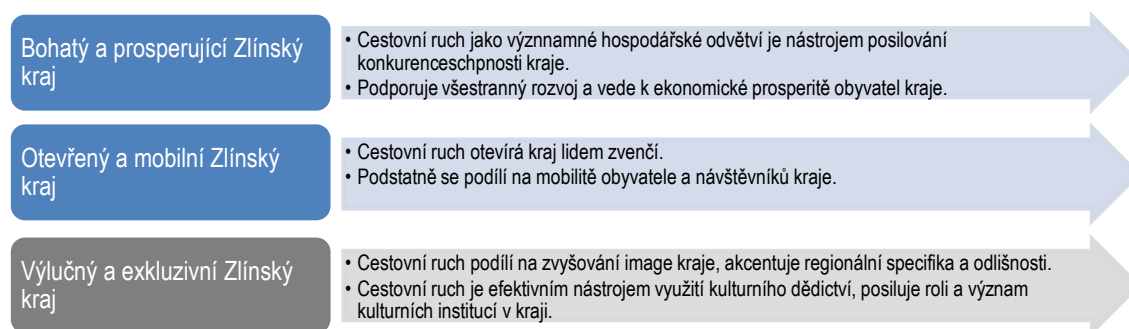 Bohatý a prosperující Zlínský
kraj
• Cestovní ruch jako význnamné hospodářské odvětví je nástrojem posilování
konkurenceschpnosti kraje.
• Podporuje všestranný rozvoj a vede k ekonomické prosperitě obyvatel kraje.
Otevřený a mobilní Zlínský
kraj
• Cestovní ruch otevírá kraj lidem zvenčí.
• Podstatně se podílí na mobilitě obyvatele a návštěvníků kraje.
Výlučný a exkluzivní Zlínský
kraj
• Cestovní ruch podílí na zvyšování image kraje, akcentuje regionální specifika a odlišnosti.
• Cestovní ruch je efektivním nástrojem využití kulturního dědictví, posiluje roli a význam
kulturních institucí v kraji.